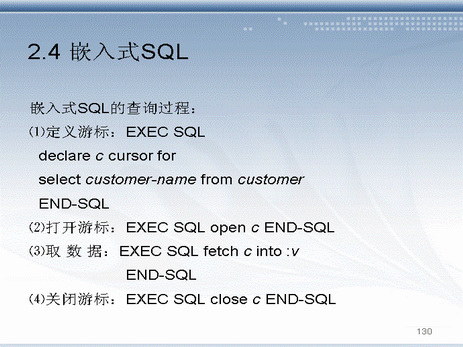 2.4 嵌入式SQL
嵌入式SQL的查询过程：
⑴定义游标：EXEC SQL
declare c cursor for
select customer-name from customer
END-SQL
⑵打开游标：EXEC SQL open c END-SQL
⑶取 数 据：EXEC SQL fetch c into :v
END-SQL
⑷关闭游标：EXEC SQL close c END-SQL
130